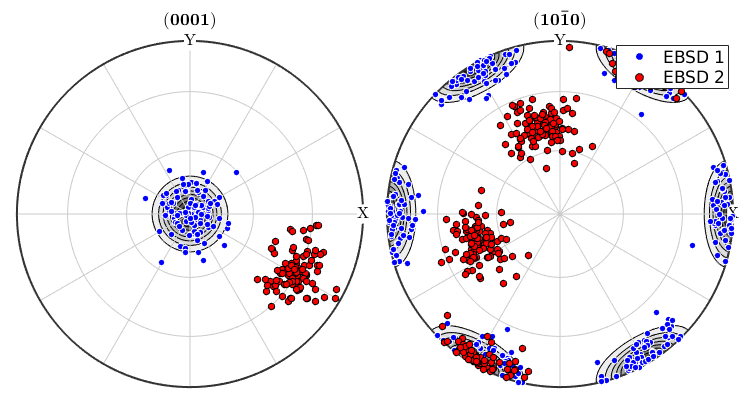 (0001)
Y
X
(101̄0)
Y
X
EBSD 1
EBSD 2